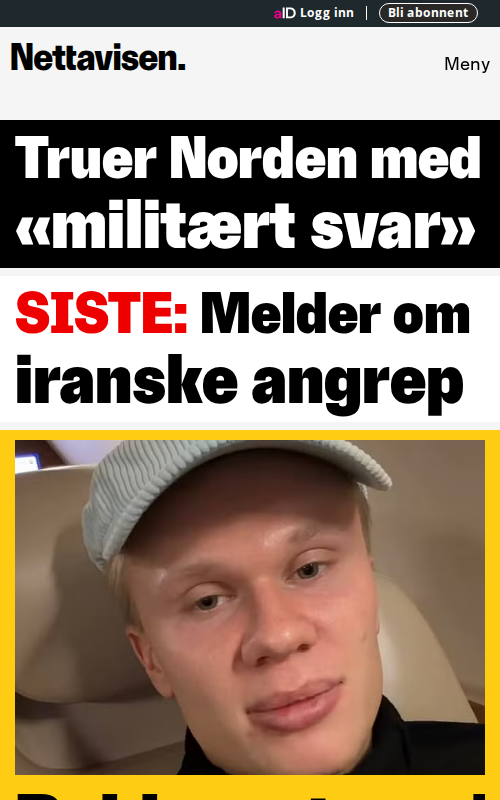 aID Logg inn
Bli abonnent
Nettavisen.
Meny
Truer Norden med
«militært svar»
SISTE: Melder om
iranske angrep